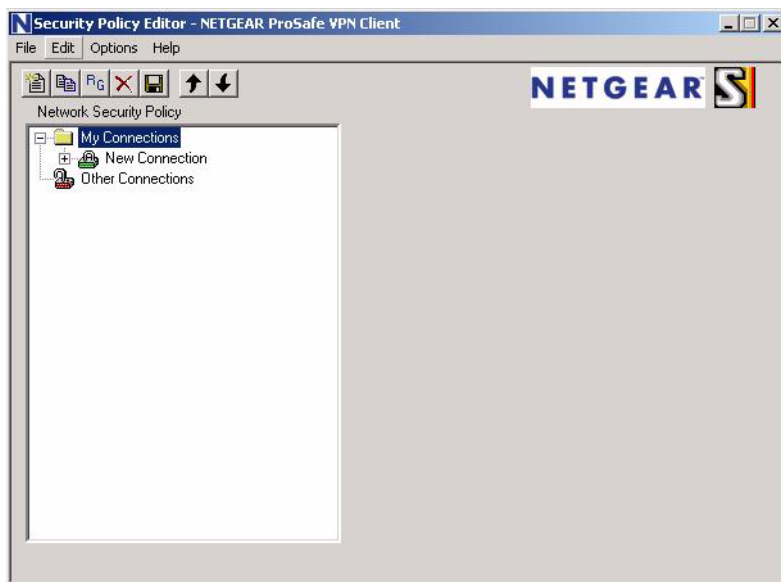 Security Policy Editor - NETGEAR ProSafe VPN Client
File Edit Options Help
RG
NETGEAR
Network Security Policy
My Connections
New Connection
Other Connections